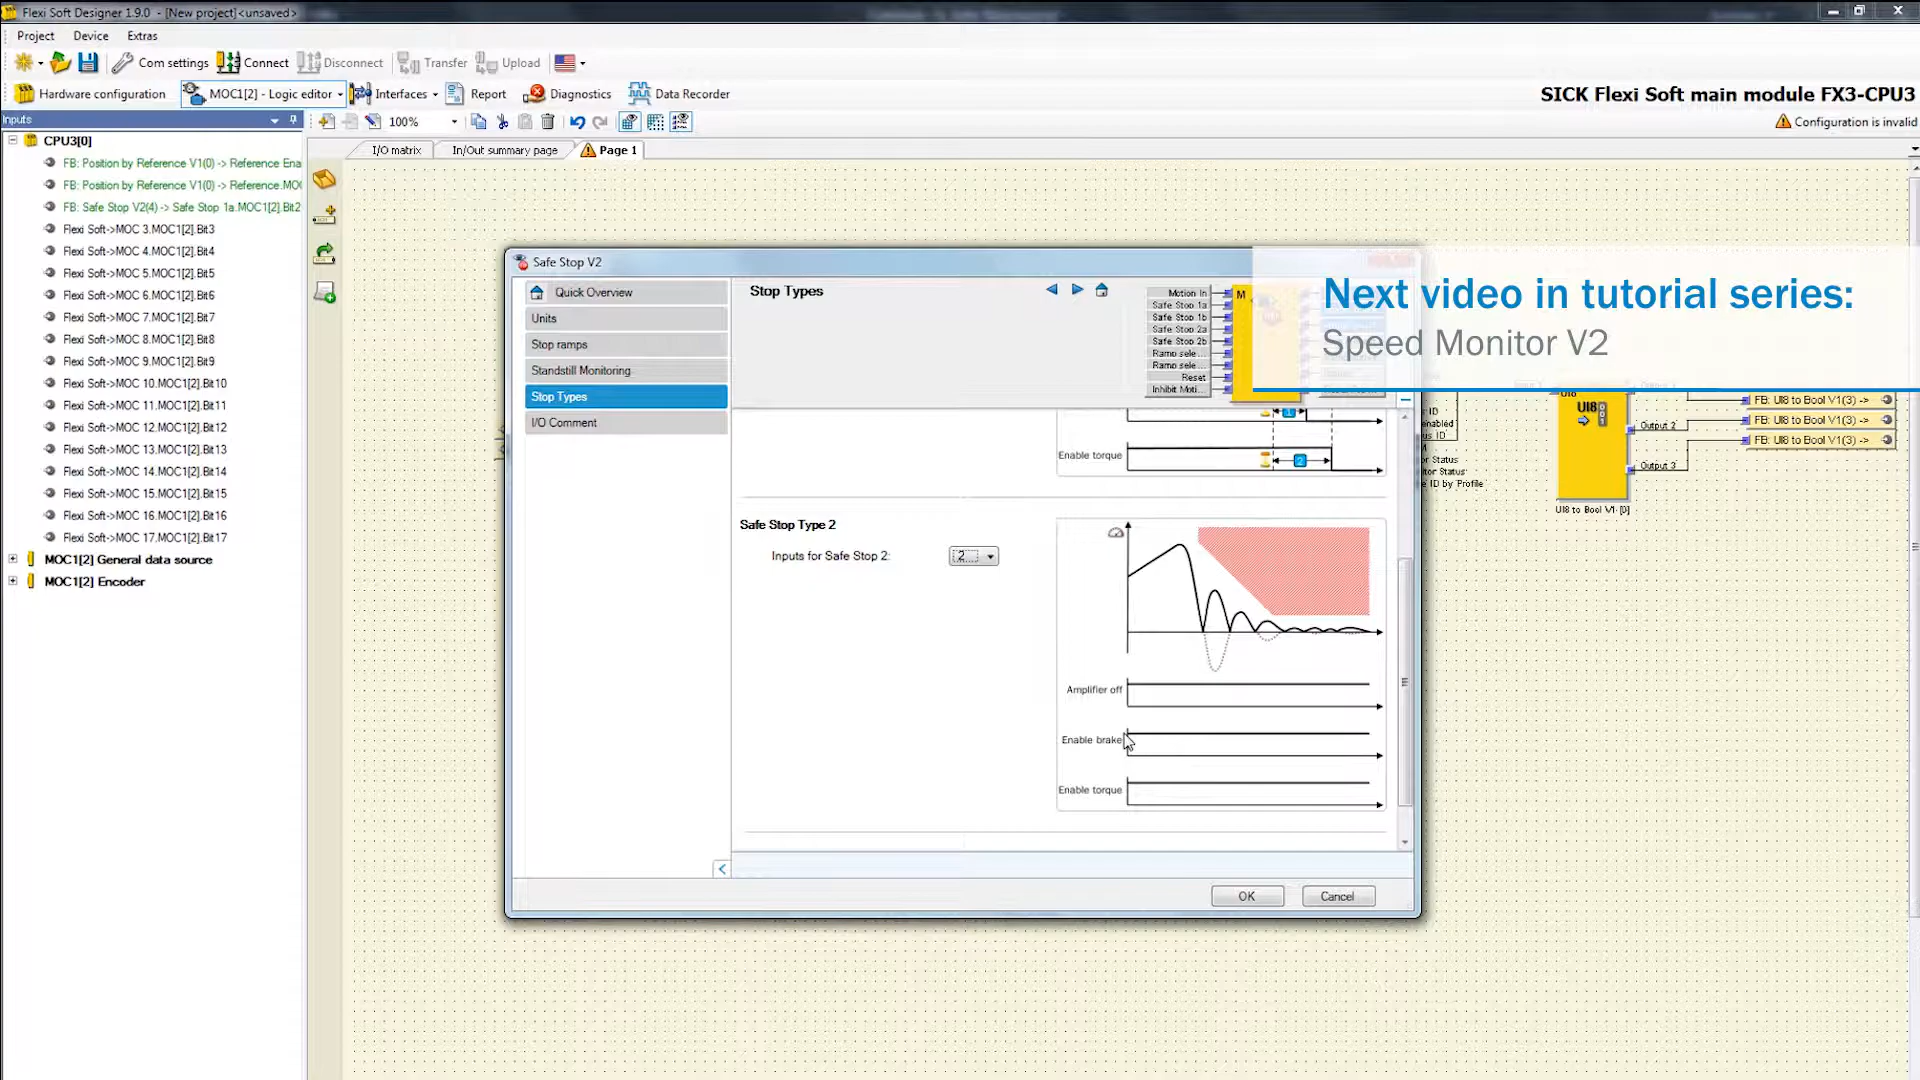 Flexi Soft Designer 1.9.0 - [New project]<unsaved>
Project Device Extras
Com settings Connect Disconnect Transfer Upload
Hardware configuration MOC1[2] - Logic editor Interfaces Report Diagnostics Data Recorder
SICK Flexi Soft main module FX3-CPU3
Configuration is invalid
Inputs
100%
I/O matrix In/Out summary page Page 1
CPU3[0]
FB: Position by Reference V1(0) -> Reference Ena
FB: Position by Reference V1(0) -> Reference.MOC
FB: Safe Stop V2(4) -> Safe Stop 1a.MOC1[2].Bit2
Flexi Soft->MOC 3.MOC1[2].Bit3
Flexi Soft->MOC 4.MOC1[2].Bit4
Flexi Soft->MOC 5.MOC1[2].Bit5
Flexi Soft->MOC 6.MOC1[2].Bit6
Flexi Soft->MOC 7.MOC1[2].Bit7
Flexi Soft->MOC 8.MOC1[2].Bit8
Flexi Soft->MOC 9.MOC1[2].Bit9
Flexi Soft->MOC 10.MOC1[2].Bit10
Flexi Soft->MOC 11.MOC1[2].Bit11
Flexi Soft->MOC 12.MOC1[2].Bit12
Flexi Soft->MOC 13.MOC1[2].Bit13
Flexi Soft->MOC 14.MOC1[2].Bit14
Flexi Soft->MOC 15.MOC1[2].Bit15
Flexi Soft->MOC 16.MOC1[2].Bit16
Flexi Soft->MOC 17.MOC1[2].Bit17
MOC1[2] General data source
MOC1[2] Encoder
Safe Stop V2
Quick Overview
Units
Stop ramps
Standstill Monitoring
Stop Types
I/O Comment
Stop Types
Motion In
Safe Stop 1a
Safe Stop 1b
Safe Stop 2a
Safe Stop 2b
Ramp sele...
Ramp sele...
Reset
Inhibit Moti...
M
Next video in tutorial series:
Speed Monitor V2
1
Enable torque
2
Safe Stop Type 2
Inputs for Safe Stop 2:
2...
Amplifier off
Enable brake
Enable torque
OK Cancel
UI8
Output 2
Output 3
FB: UI8 to Bool V1(3) ->
FB: UI8 to Bool V1(3) ->
FB: UI8 to Bool V1(3) ->
UI8 to Bool V1 [0]